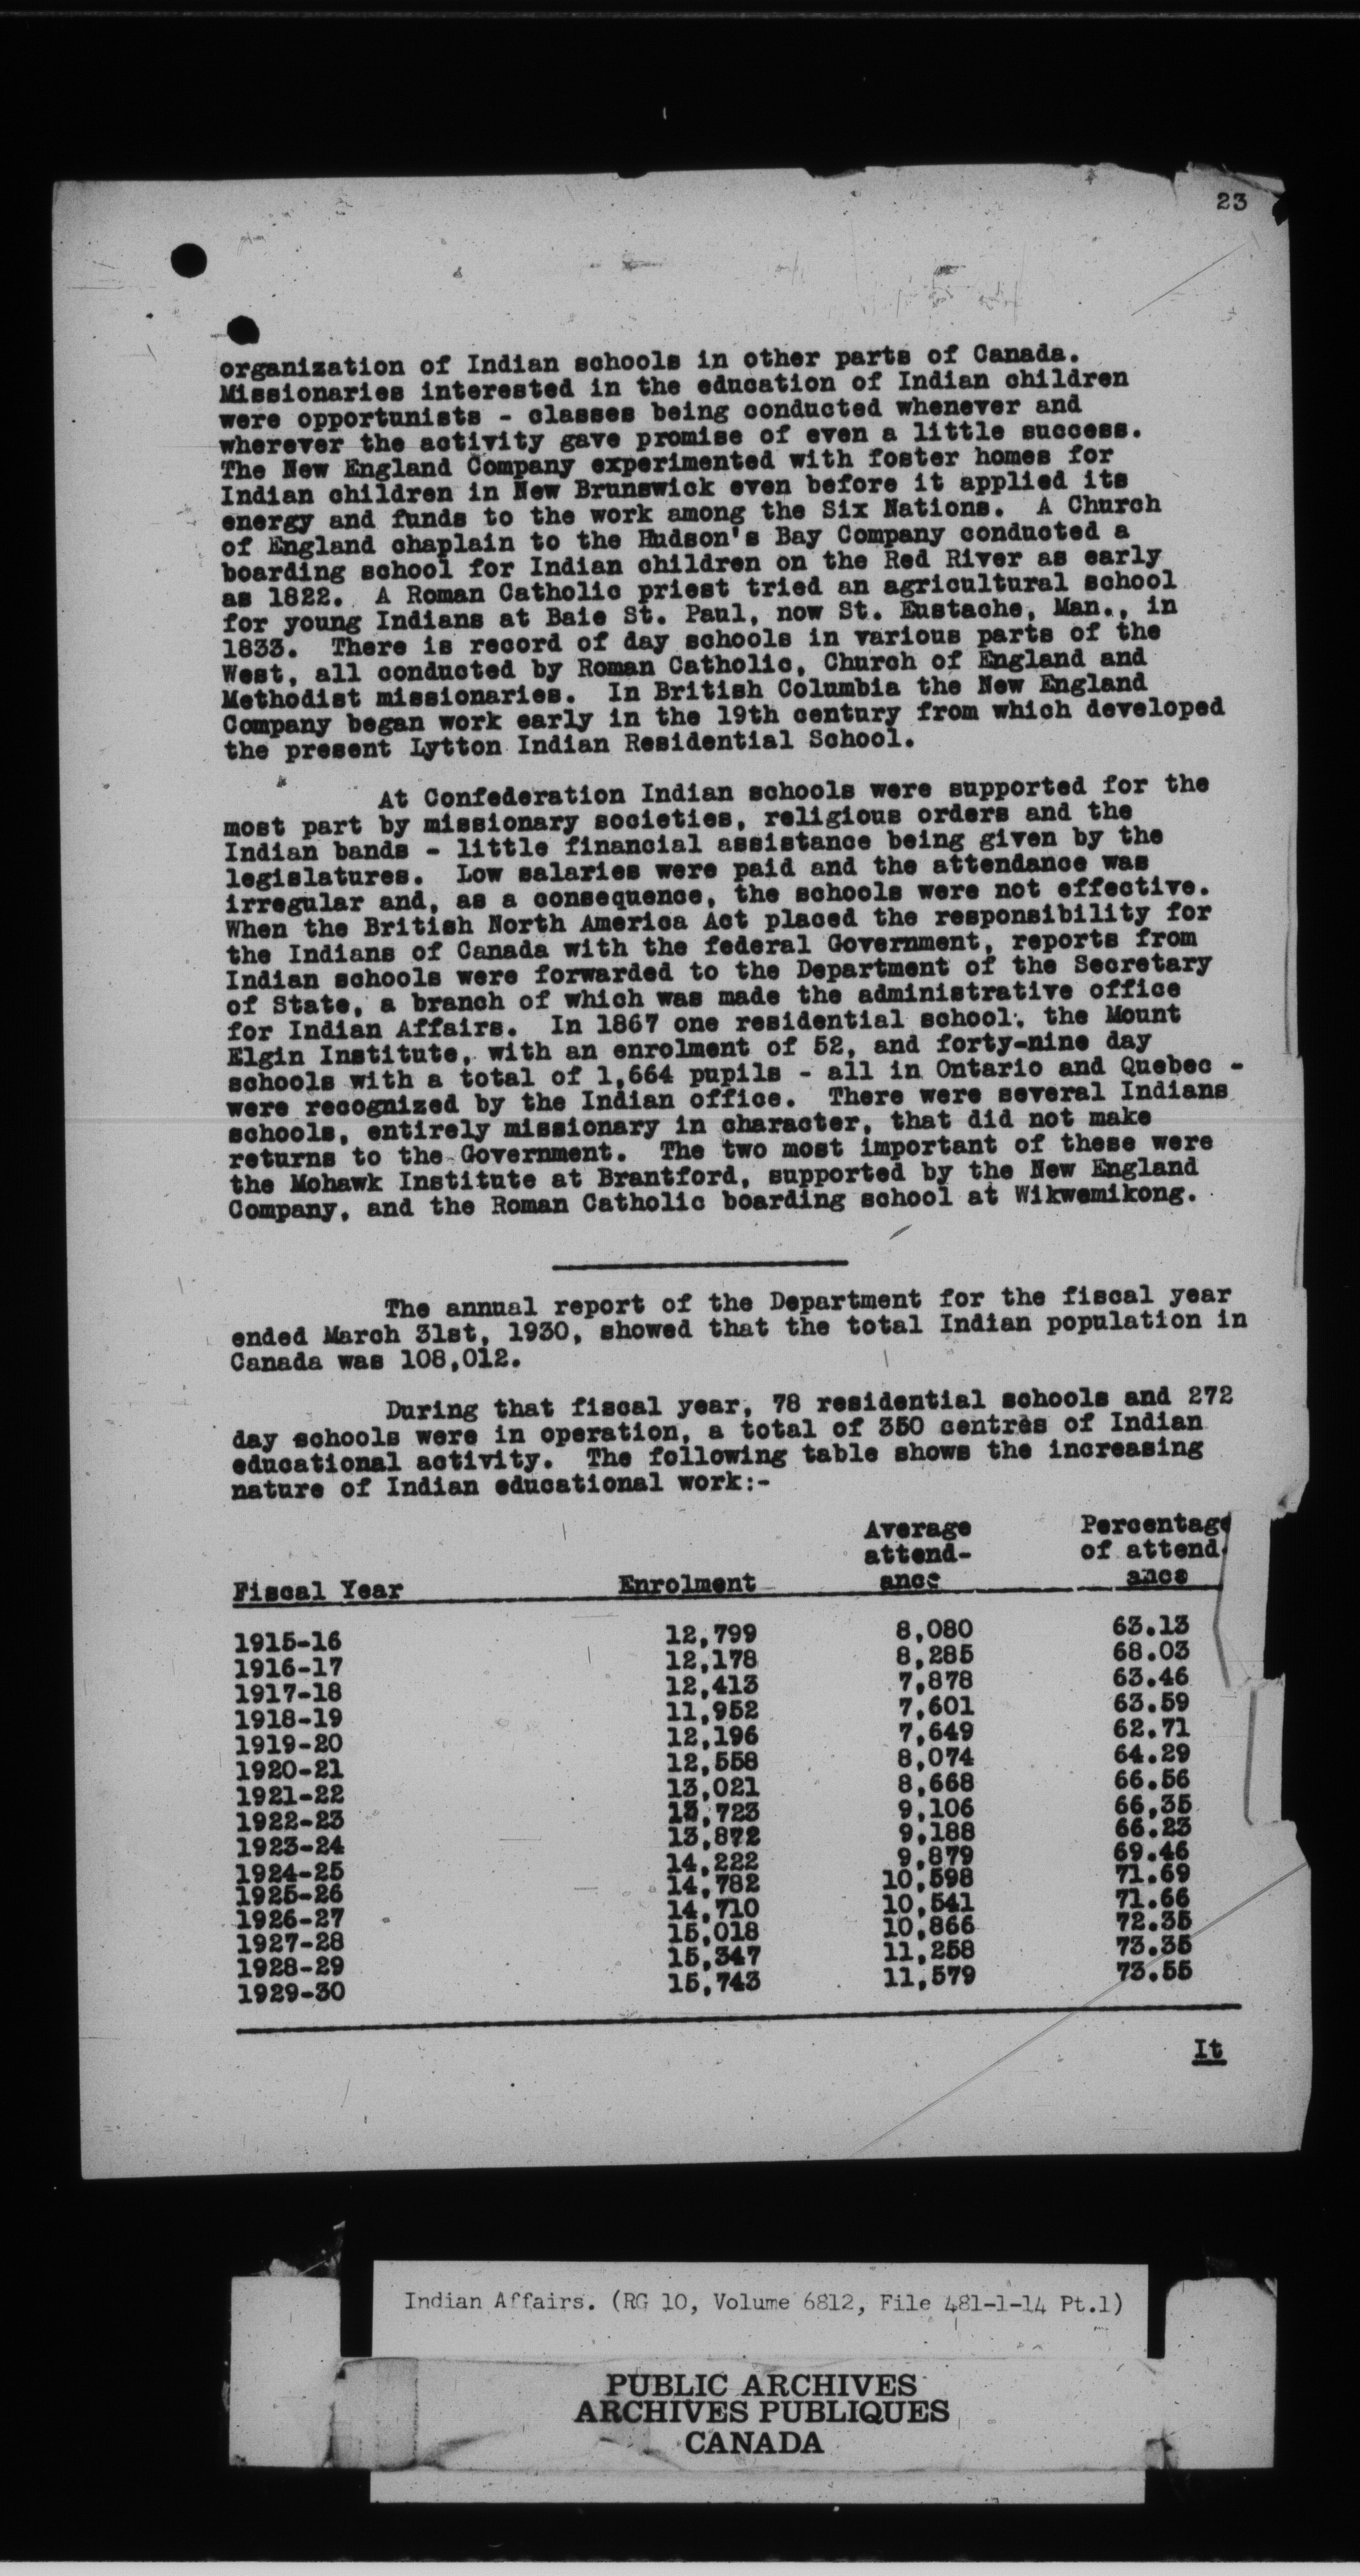 23
organization of Indian schools in other parts of Canada.
Missionaries interested in the education of Indian children
were opportunists - classes being conducted whenever and
wherever the activity gave promise of even a little success.
The New England Company experimented with foster homes for
Indian children in New Brunswick even before it applied its
energy and funds to the work among the Six Nations. A Church
of England chaplain to the Hudson's Bay Company conducted a
boarding school for Indian children on the Red River as early
as 1822. A Roman Catholic priest tried an agricultural school
for young Indians at Baie St. Paul, now St. Eustache, Man., in
1833. There is record of day schools in various parts of the
West, all conducted by Roman Catholic, Church of England and
Methodist missionaries. In British Columbia the New England
Company began work early in the 19th century from which developed
the present Lytton Indian Residential School.
At Confederation Indian schools were supported for the
most part by missionary societies, religious orders and the
Indian bands - little financial assistance being given by the
legislatures. Low salaries were paid and the attendance was
irregular and, as a consequence, the schools were not effective.
When the British North America Act placed the responsibility for
the Indians of Canada with the federal Government, reports from
Indian schools were forwarded to the Department of the Secretary
of State, a branch of which was made the administrative office
for Indian Affairs. In 1867 one residential school, the Mount
Elgin Institute, with an enrolment of 52, and forty-nine day
schools with a total of 1,664 pupils - all in Ontario and Quebec -
were recognized by the Indian office. There were several Indians
schools, entirely missionary in character, that did not make
returns to the Government. The two most important of these were
the Mohawk Institute at Brantford, supported by the New England
Company, and the Roman Catholic boarding school at Wikwemikong.
The annual report of the Department for the fiscal year
ended March 31st, 1930, showed that the total Indian population in
Canada was 108,012.
During that fiscal year, 78 residential schools and 272
day schools were in operation, a total of 350 centres of Indian
educational activity. The following table shows the increasing
nature of Indian educational work:-
Average Percentage
attend- of attend-
Fiscal Year Enrolment ance ance
1915-16 12,799 8,080 63.13
1916-17 12,178 8,285 68.03
1917-18 12,413 7,878 63.46
1918-19 11,952 7,601 63.59
1919-20 12,196 7,649 62.71
1920-21 12,558 8,074 64.29
1921-22 13,021 8,668 66.56
1922-23 13,723 9,106 66,35
1923-24 13,872 9,188 66.23
1924-25 14,222 9,879 69.46
1925-26 14,782 10,598 71.69
1926-27 14,710 10,541 71.66
1927-28 15,018 10,866 72.35
1928-29 15,347 11,258 73.35
1929-30 15,743 11,579 73.55
It
Indian Affairs. (RG 10, Volume 6812, File 481-1-14 Pt.1)
PUBLIC ARCHIVES
ARCHIVES PUBLIQUES
CANADA